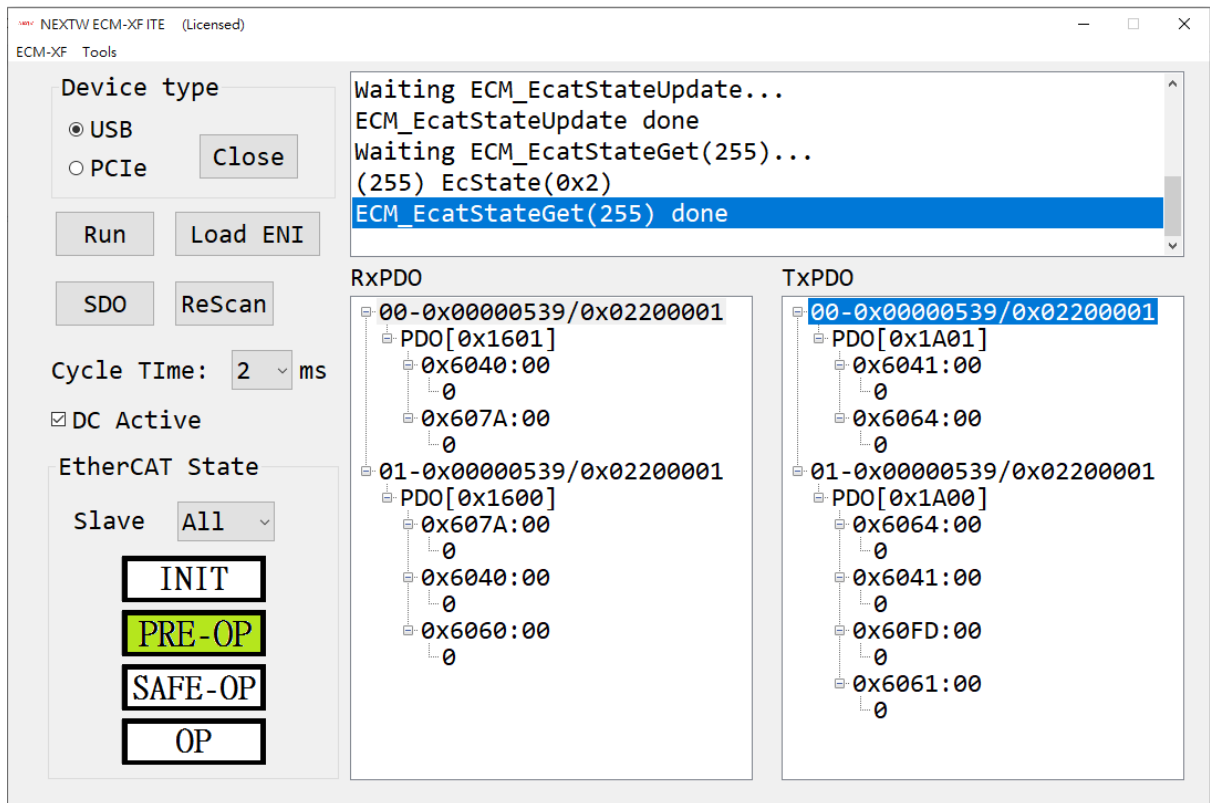 NEXTW ECM-XF ITE (Licensed)
ECM-XF Tools
Device type
USB
PCIe
Close
Run
Load ENI
SDO
ReScan
Cycle TIme: 2 ms
DC Active
EtherCAT State
Slave All
INIT
PRE-OP
SAFE-OP
OP
Waiting ECM_EcatStateUpdate...
ECM_EcatStateUpdate done
Waiting ECM_EcatStateGet(255)...
(255) EcState(0x2)
ECM_EcatStateGet(255) done
RxPDO
00-0x00000539/0x02200001
PDO[0x1601]
0x6040:00
0
0x607A:00
0
01-0x00000539/0x02200001
PDO[0x1600]
0x607A:00
0
0x6040:00
0
0x6060:00
0
TxPDO
00-0x00000539/0x02200001
PDO[0x1A01]
0x6041:00
0
0x6064:00
0
01-0x00000539/0x02200001
PDO[0x1A00]
0x6064:00
0
0x6041:00
0
0x60FD:00
0
0x6061:00
0